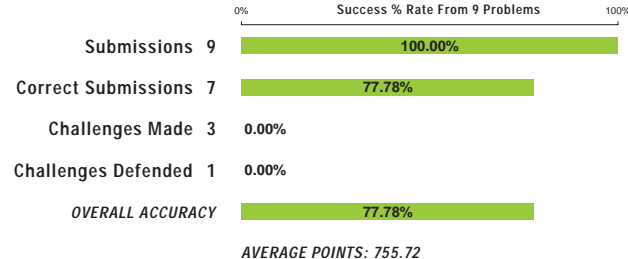 0% Success % Rate From 9 Problems 100%
Submissions 9 100.00%
Correct Submissions 7 77.78%
Challenges Made 3 0.00%
Challenges Defended 1 0.00%
OVERALL ACCURACY 77.78%
AVERAGE POINTS: 755.72